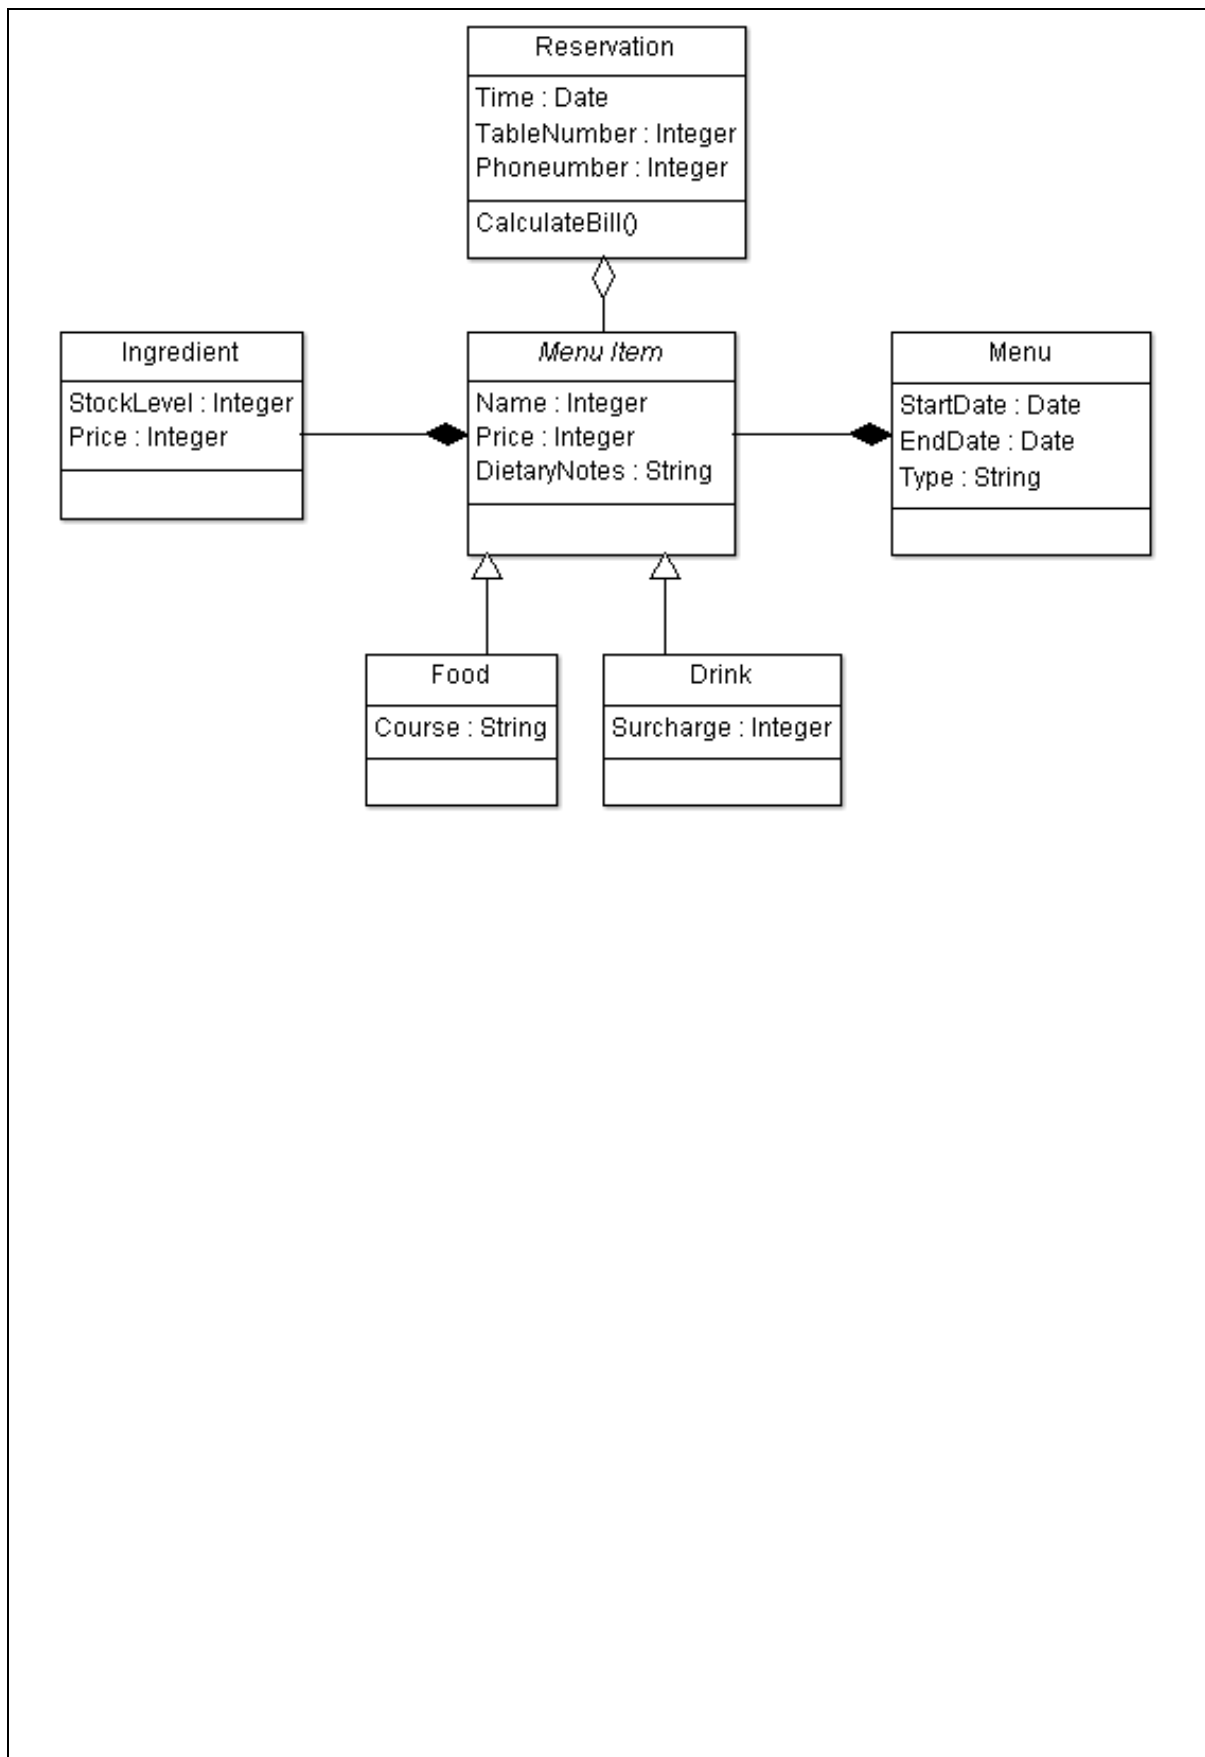 Reservation
Time : Date
TableNumber : Integer
Phoneumber : Integer
CalculateBill()
Ingredient
StockLevel : Integer
Price : Integer
Menu Item
Name : Integer
Price : Integer
DietaryNotes : String
Menu
StartDate : Date
EndDate : Date
Type : String
Food
Course : String
Drink
Surcharge : Integer